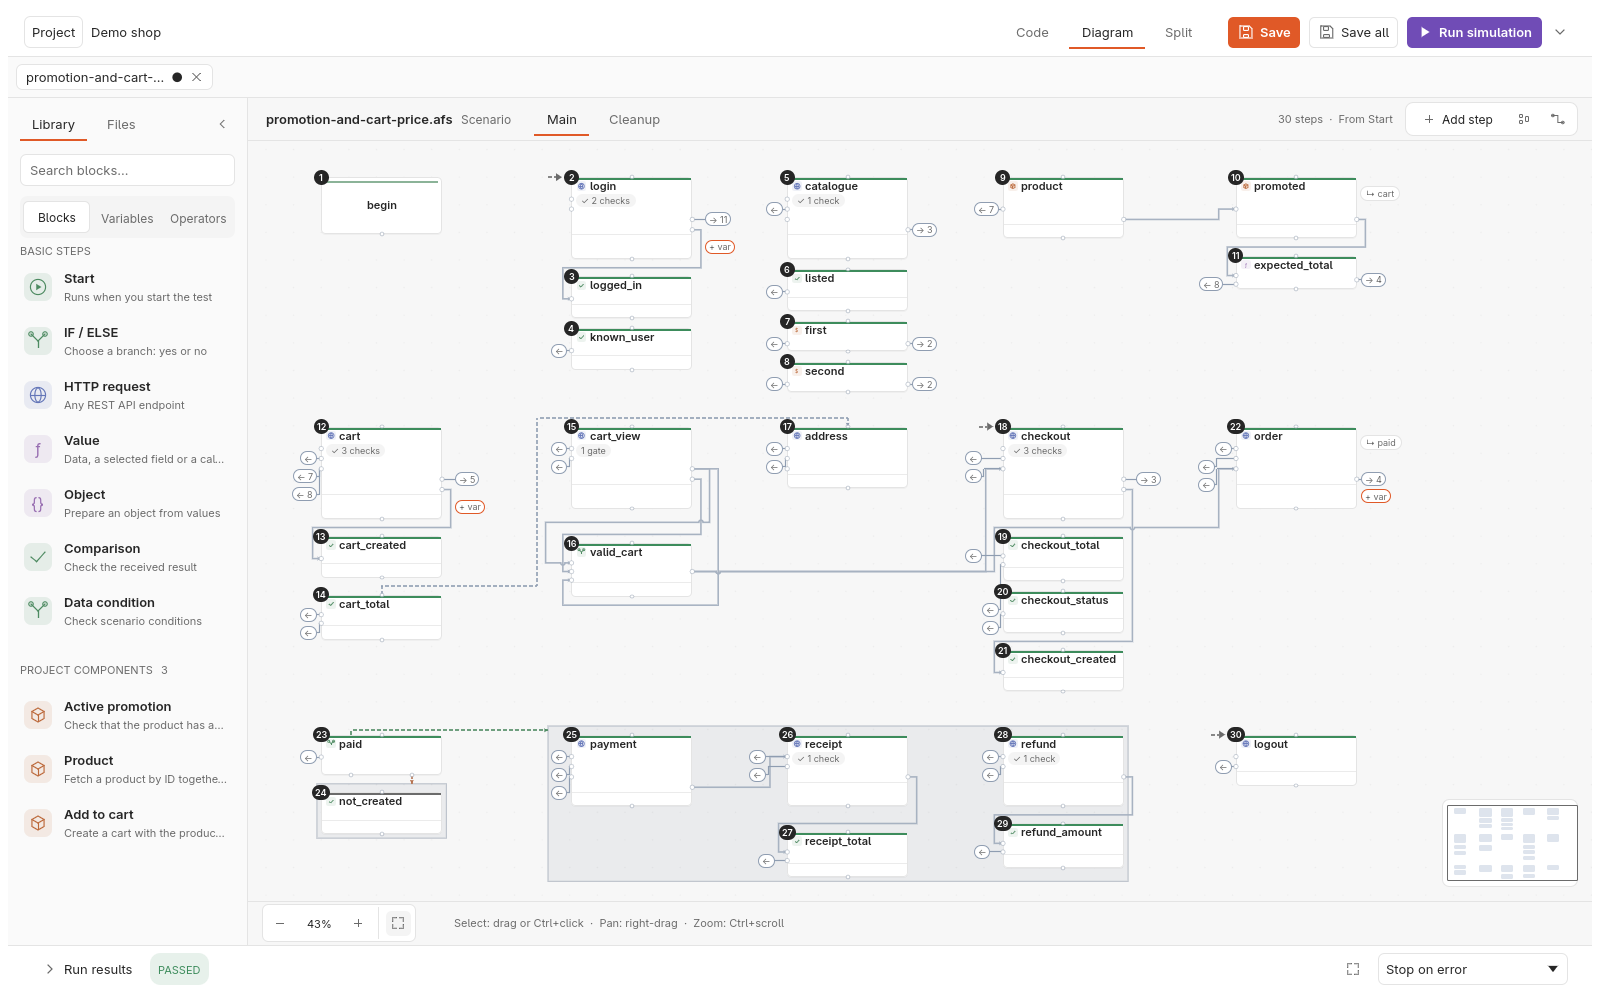 Project Demo shop
Code Diagram Split
Save Save all Run simulation
promotion-and-cart-...
Library Files
promotion-and-cart-price.afs Scenario Main Cleanup
30 steps · From Start
+ Add step
Search blocks...
Blocks Variables Operators
BASIC STEPS
Start
Runs when you start the test
IF / ELSE
Choose a branch: yes or no
HTTP request
Any REST API endpoint
Value
Data, a selected field or a cal...
Object
Prepare an object from values
Comparison
Check the received result
Data condition
Check scenario conditions
PROJECT COMPONENTS 3
Active promotion
Check that the product has a...
Product
Fetch a product by ID togethe...
Add to cart
Create a cart with the produc...
1
begin
2
login
✓ 2 checks
→ 11
+ var
3
logged_in
4
known_user
←
5
catalogue
✓ 1 check
←
→ 3
6
listed
←
7
first
←
→ 2
8
second
←
→ 2
9
product
← 7
10
promoted
↳ cart
11
expected_total
← 8
→ 4
12
cart
✓ 3 checks
←
← 7
← 8
→ 5
+ var
13
cart_created
14
cart_total
←
←
15
cart_view
1 gate
←
←
16
valid_cart
17
address
←
←
18
checkout
✓ 3 checks
←
←
→ 3
19
checkout_total
←
20
checkout_status
←
←
21
checkout_created
22
order
↳ paid
←
←
←
→ 4
+ var
23
paid
←
24
not_created
25
payment
←
←
←
26
receipt
✓ 1 check
←
←
27
receipt_total
←
28
refund
✓ 1 check
←
←
29
refund_amount
←
30
logout
←
− 43% +
Select: drag or Ctrl+click · Pan: right-drag · Zoom: Ctrl+scroll
Run results PASSED
Stop on error